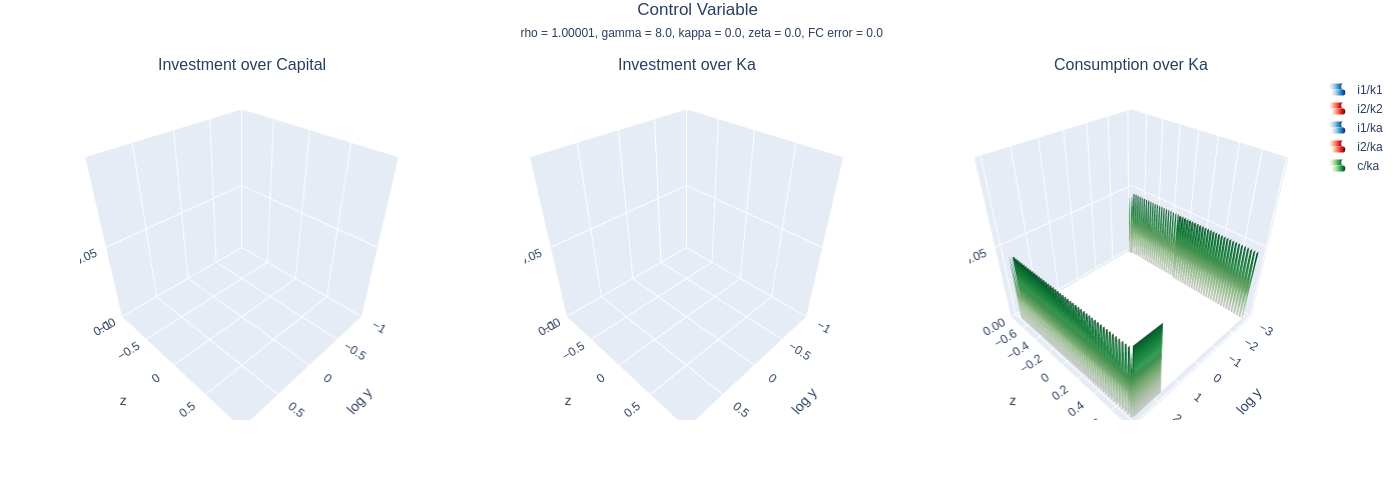 Control Variable
rho = 1.00001, gamma = 8.0, kappa = 0.0, zeta = 0.0, FC error = 0.0
Investment over Capital
Investment over Ka
Consumption over Ka
i1/k1
i2/k2
i1/ka
i2/ka
c/ka
0.00
−0.5
0
0.5
z
−1
−0.5
0
0.5
log y
0.00
−0.5
0
0.5
z
−1
−0.5
0
0.5
log y
0.00
−0.6
−0.4
−0.2
0
0.2
0.4
z
−3
−2
−1
0
1
2
log y